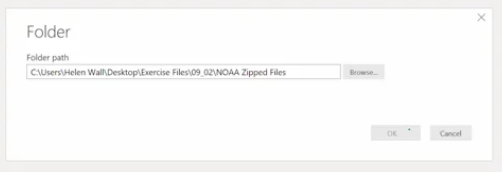 Folder
Folder path
C:\Users\Helen Wall\Desktop\Exercise Files\09_02\NOAA Zipped Files
Browse...
OK
Cancel